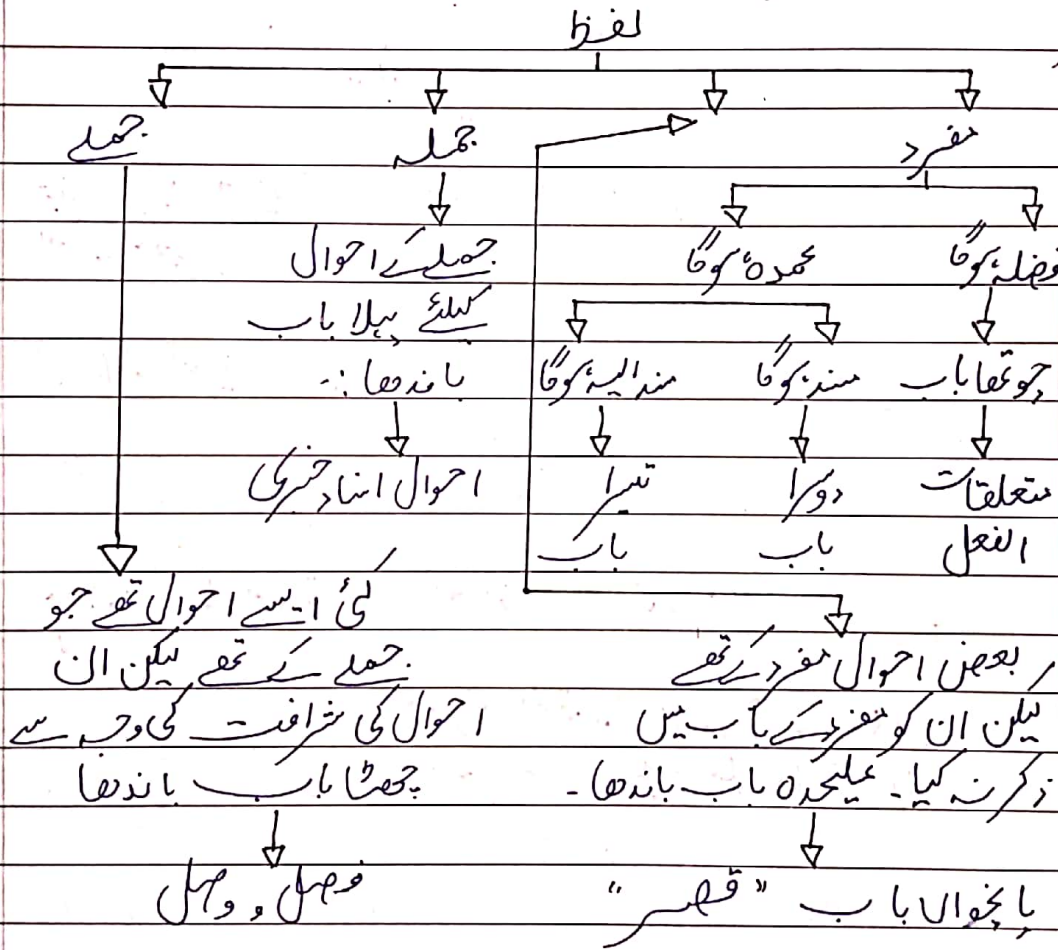 لفظ
مفرد
جملہ
جملے
فضلہ ہوگا
عمدہ ہوگا
مسند ہوگا
مسند الیہ ہوگا
چوتھا باب
متعلقات
الفعل
دوسرا
باب
تیسرا
باب
جملے کے احوال
کیلئے پہلا باب
باندھا :-
احوال اسناد خبری
بعض احوال مفرد کے تھے
لیکن ان کو مفرد کے باب میں
ذکر نہ کیا۔ علیحدہ باب باندھا۔
پانچواں باب "قصر"
کئی ایسے احوال تھے جو
جملے کے تھے لیکن ان
احوال کی شرافت کی وجہ سے
چھٹا باب باندھا
فصل و وصل